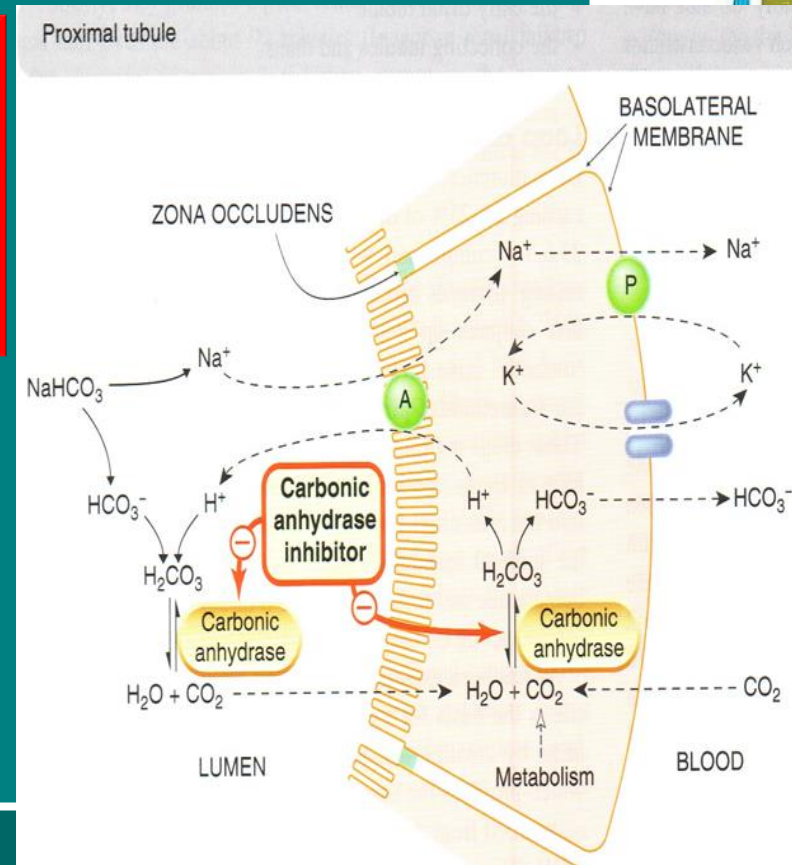 Proximal tubule
BASOLATERAL
MEMBRANE
ZONA OCCLUDENS
Na⁺
Na⁺
P
Na⁺
NaHCO₃
K⁺
K⁺
A
HCO₃⁻
H⁺
Carbonic
anhydrase
inhibitor
H⁺
HCO₃⁻
HCO₃⁻
H₂CO₃
−
H₂CO₃
−
Carbonic
anhydrase
Carbonic
anhydrase
H₂O + CO₂
H₂O + CO₂
CO₂
LUMEN
Metabolism
BLOOD